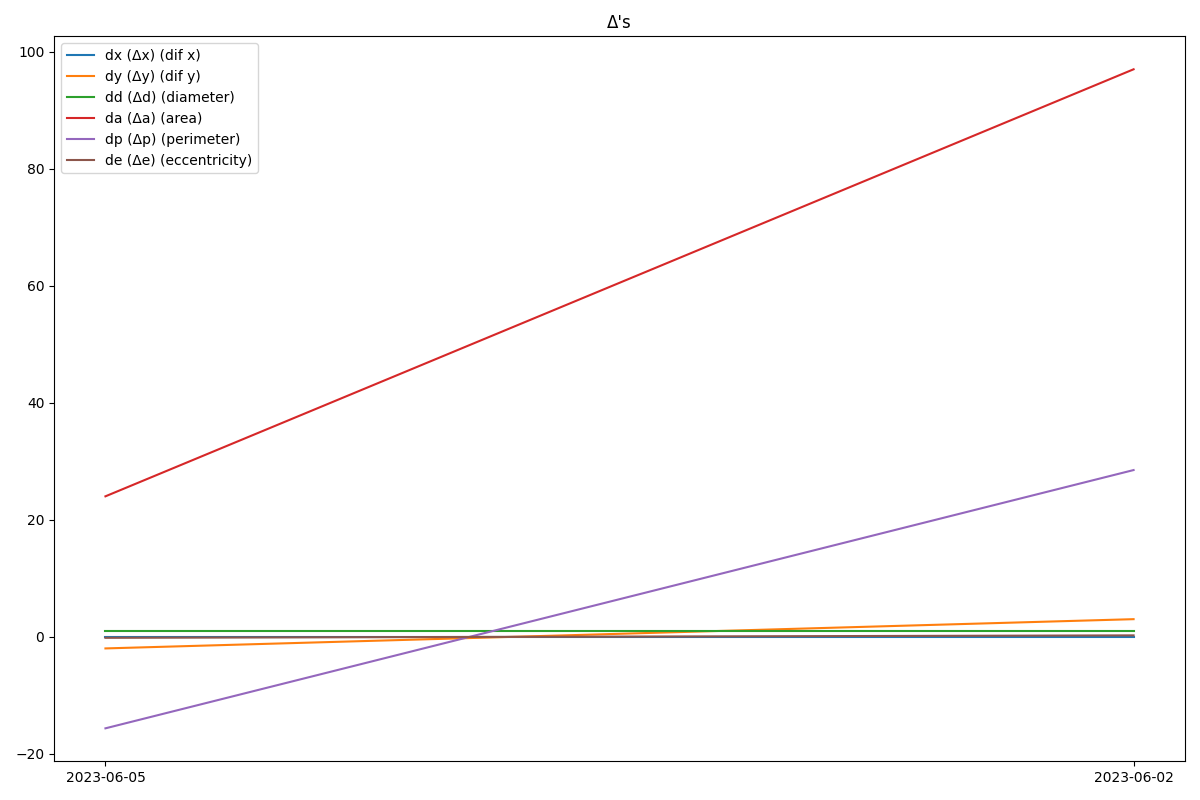 Δ's
dx (Δx) (dif x)
dy (Δy) (dif y)
dd (Δd) (diameter)
da (Δa) (area)
dp (Δp) (perimeter)
de (Δe) (eccentricity)
100
80
60
40
20
0
−20
2023-06-05 2023-06-02